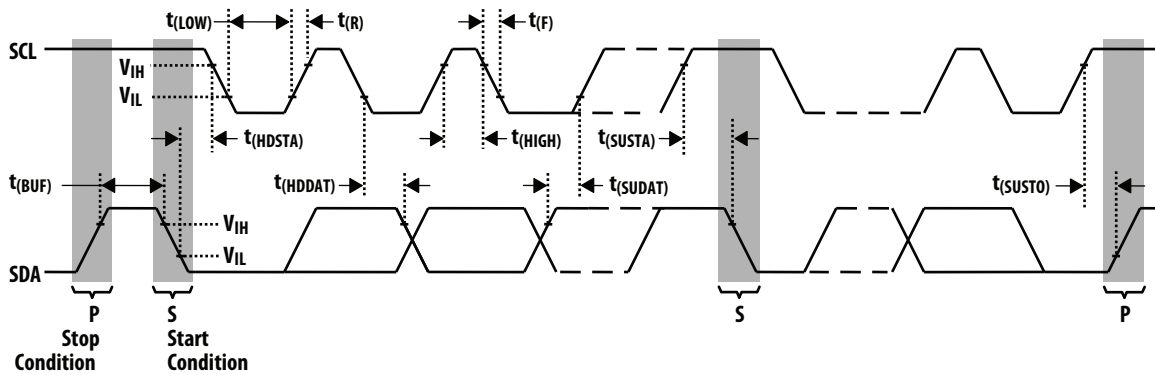 t(LOW) t(R) t(F)
SCL
VIH
VIL
t(HDSTA) t(HIGH) t(SUSTA)
t(BUF) t(HDDAT) t(SUDAT) t(SUSTO)
VIH
VIL
SDA
P S S P
Stop Start
Condition Condition